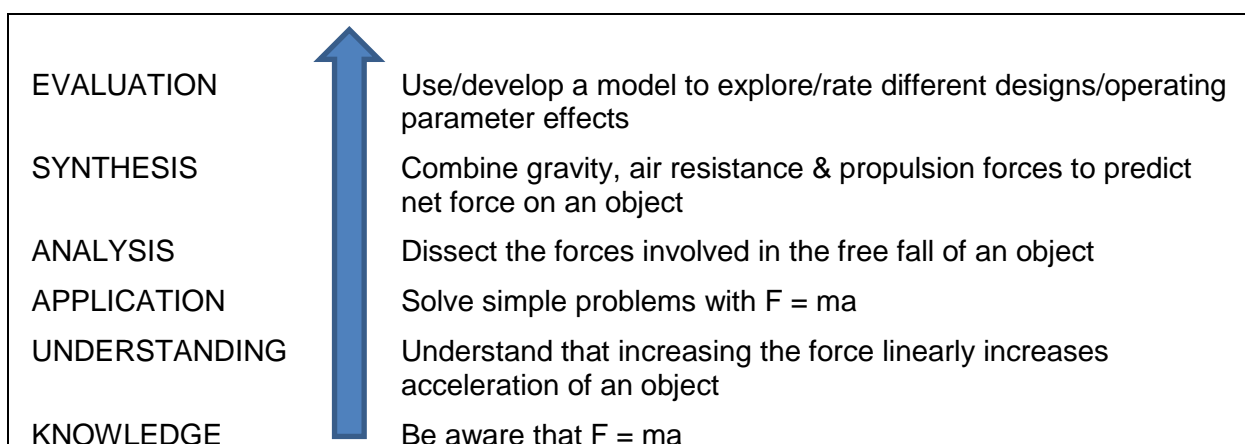 EVALUATION Use/develop a model to explore/rate different designs/operating
parameter effects
SYNTHESIS Combine gravity, air resistance & propulsion forces to predict
net force on an object
ANALYSIS Dissect the forces involved in the free fall of an object
APPLICATION Solve simple problems with F = ma
UNDERSTANDING Understand that increasing the force linearly increases
acceleration of an object
KNOWLEDGE Be aware that F = ma